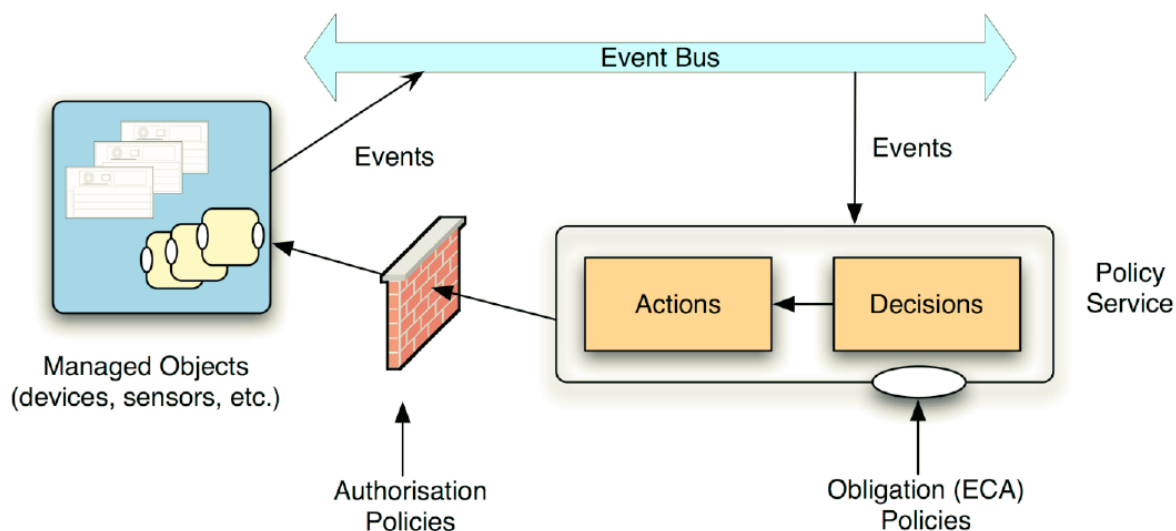 Event Bus
Events
Events
Actions
Decisions
Policy
Service
Managed Objects
(devices, sensors, etc.)
Authorisation
Policies
Obligation (ECA)
Policies